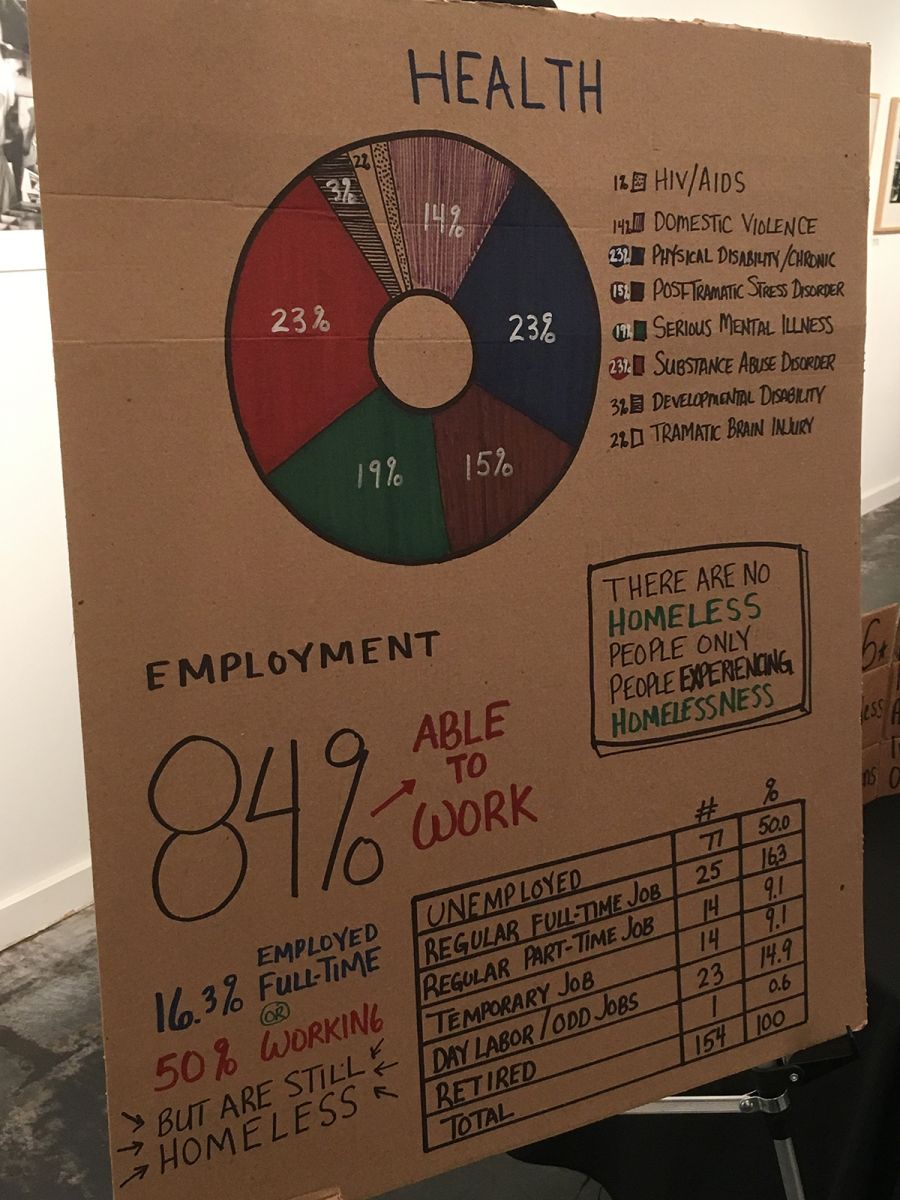 HEALTH
3%
2%
14%
23%
23%
19%
15%
1% HIV/AIDS
14% DOMESTIC VIOLENCE
23% PHYSICAL DISABILITY/CHRONIC
15% POST TRAMATIC STRESS DISORDER
19% SERIOUS MENTAL ILLNESS
23% SUBSTANCE ABUSE DISORDER
3% DEVELOPMENTAL DISABILITY
2% TRAMATIC BRAIN INJURY
THERE ARE NO
HOMELESS
PEOPLE ONLY
PEOPLE EXPERIENCING
HOMELESSNESS
EMPLOYMENT
84%
ABLE
TO
WORK
16.3% EMPLOYED
FULL-TIME
OR
50% WORKING
BUT ARE STILL
HOMELESS
# %
UNEMPLOYED 77 50.0
REGULAR FULL-TIME JOB 25 16.3
REGULAR PART-TIME JOB 14 9.1
TEMPORARY JOB 14 9.1
DAY LABOR/ODD JOBS 23 14.9
RETIRED 1 0.6
TOTAL 154 100